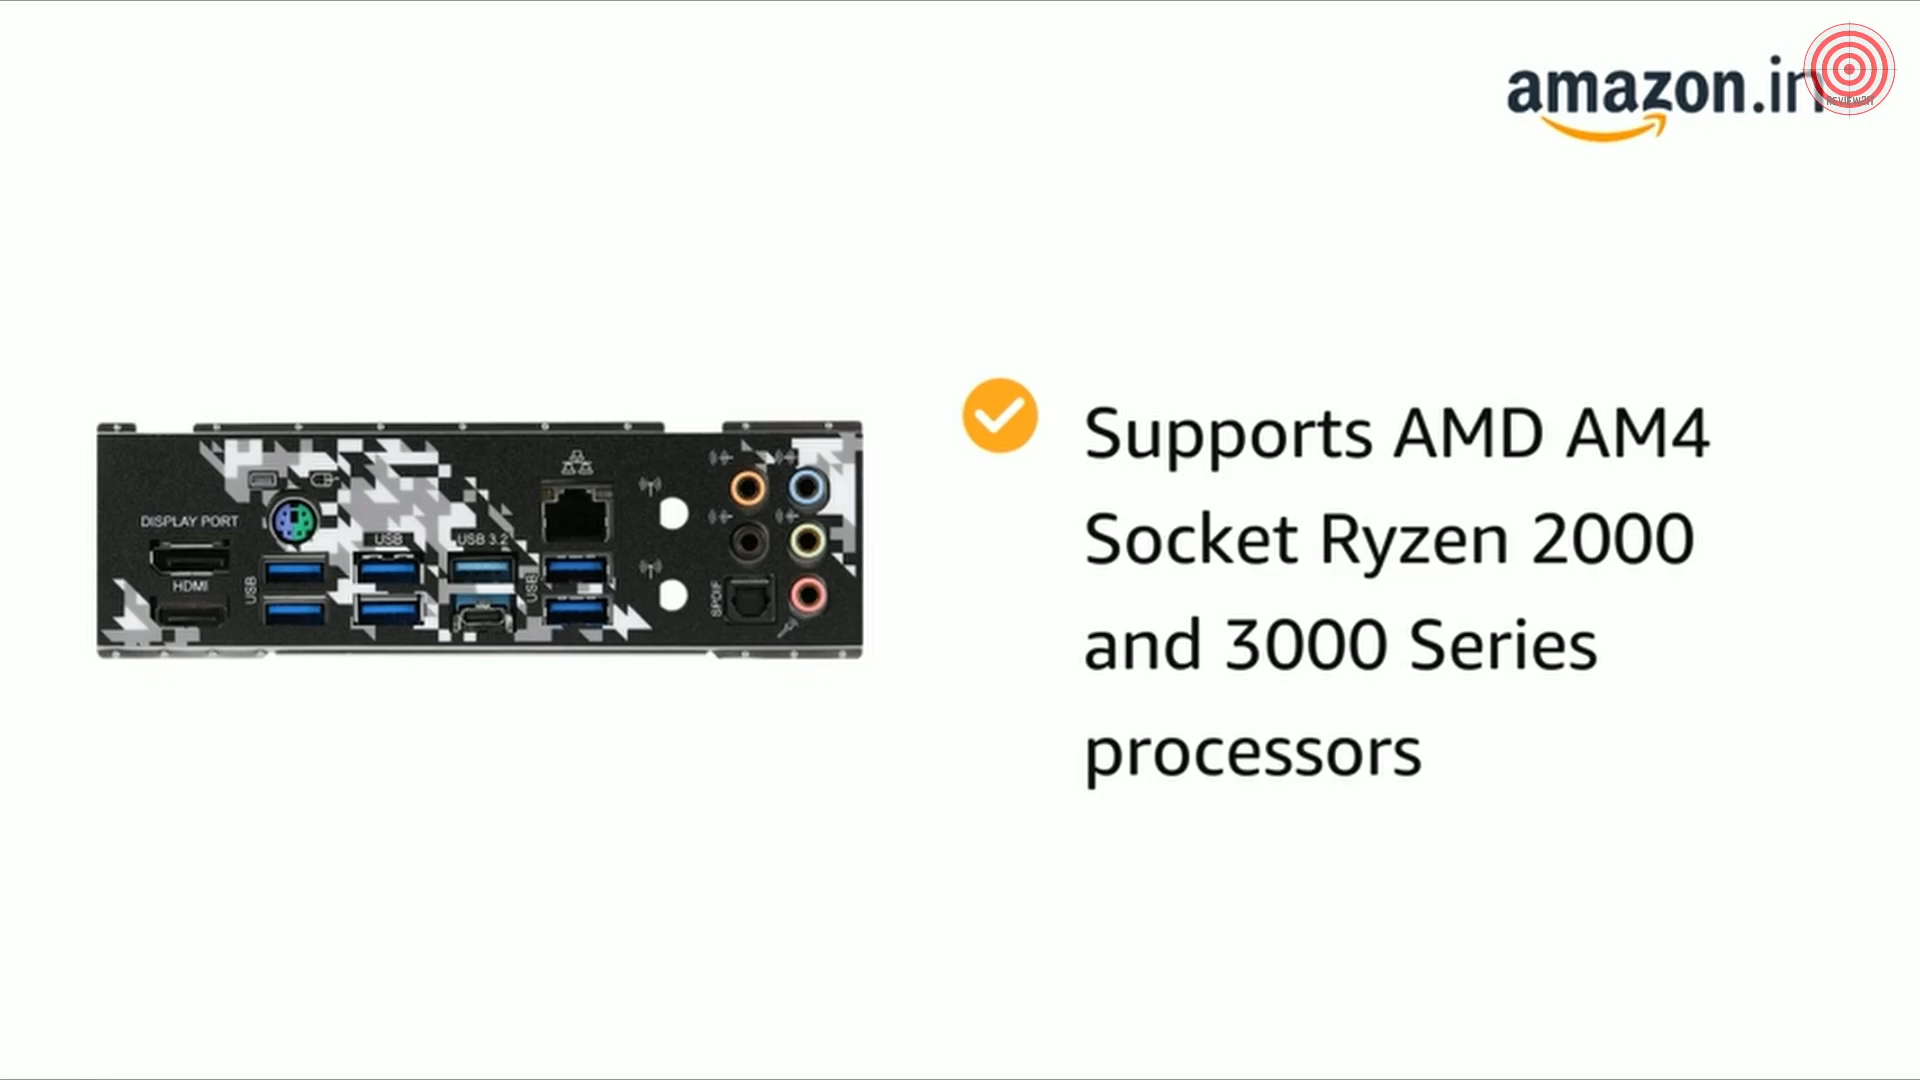 amazon.in
REVIEWZA
Supports AMD AM4
Socket Ryzen 2000
and 3000 Series
processors
DISPLAY PORT
HDMI
USB
USB
USB 3.2
USB
SPDIF